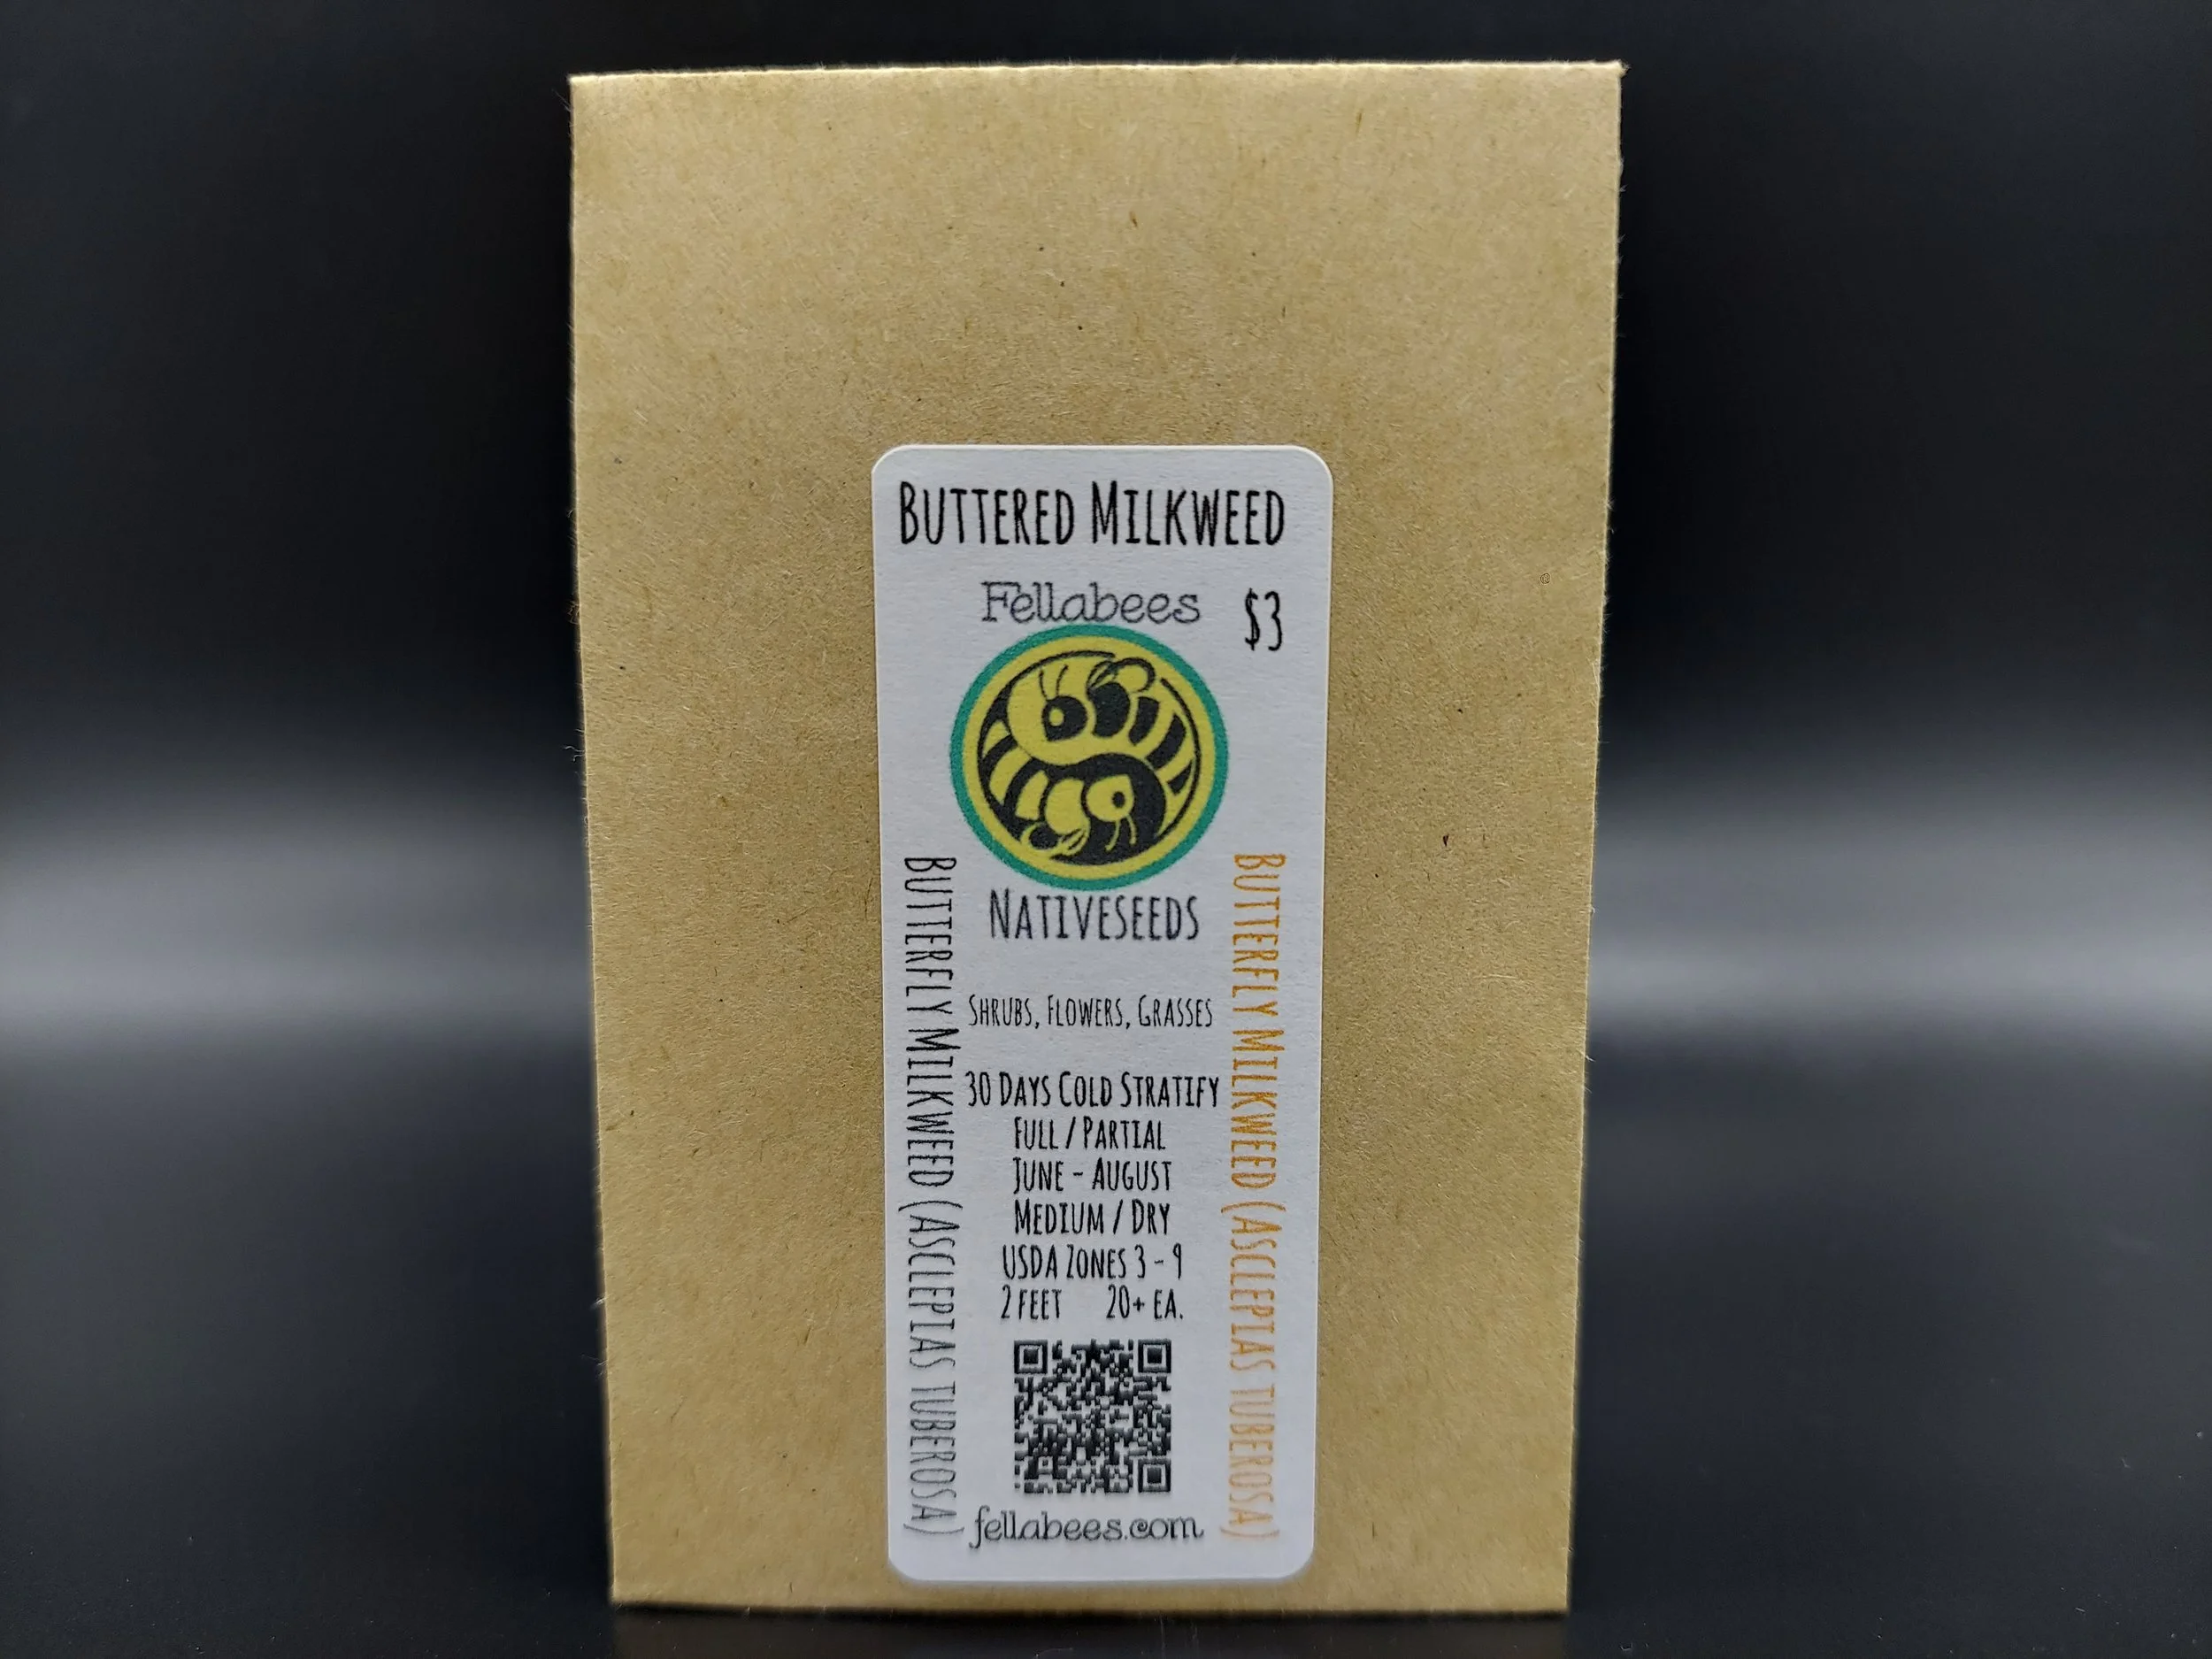 Buttered Milkweed
Fellabees
$3
Nativeseeds
Butterfly Milkweed (Asclepias tuberosa)
Butterfly Milkweed (Asclepias tuberosa)
Shrubs, Flowers, Grasses
30 Days Cold Stratify
Full / Partial
June - August
Medium / Dry
USDA Zones 3 - 9
2 feet 20+ ea.
fellabees.com